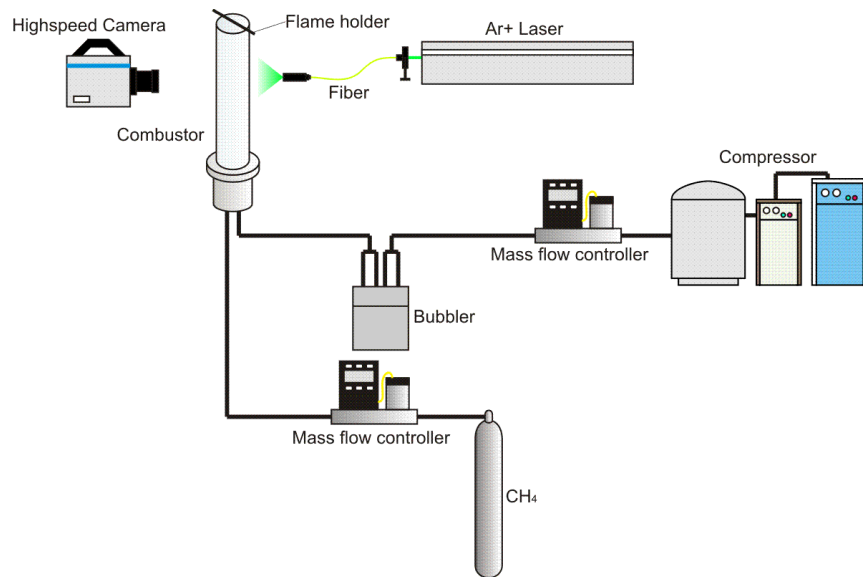 Highspeed Camera
Flame holder
Ar+ Laser
Fiber
Combustor
Compressor
Mass flow controller
Bubbler
Mass flow controller
CH₄